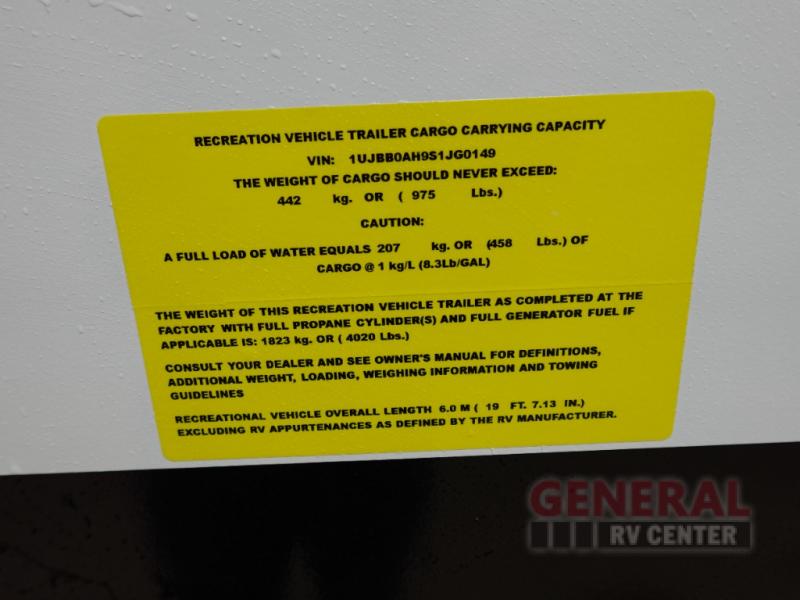 RECREATION VEHICLE TRAILER CARGO CARRYING CAPACITY
VIN: 1UJBB0AH9S1JG0149
THE WEIGHT OF CARGO SHOULD NEVER EXCEED:
442 kg. OR ( 975 Lbs.)
CAUTION:
A FULL LOAD OF WATER EQUALS 207 kg. OR (458 Lbs.) OF
CARGO @ 1 kg/L (8.3Lb/GAL)
THE WEIGHT OF THIS RECREATION VEHICLE TRAILER AS COMPLETED AT THE
FACTORY WITH FULL PROPANE CYLINDER(S) AND FULL GENERATOR FUEL IF
APPLICABLE IS: 1823 kg. OR ( 4020 Lbs.)
CONSULT YOUR DEALER AND SEE OWNER'S MANUAL FOR DEFINITIONS,
ADDITIONAL WEIGHT, LOADING, WEIGHING INFORMATION AND TOWING
GUIDELINES
RECREATIONAL VEHICLE OVERALL LENGTH 6.0 M ( 19 FT. 7.13 IN.)
EXCLUDING RV APPURTENANCES AS DEFINED BY THE RV MANUFACTURER.
GENERAL
RV CENTER